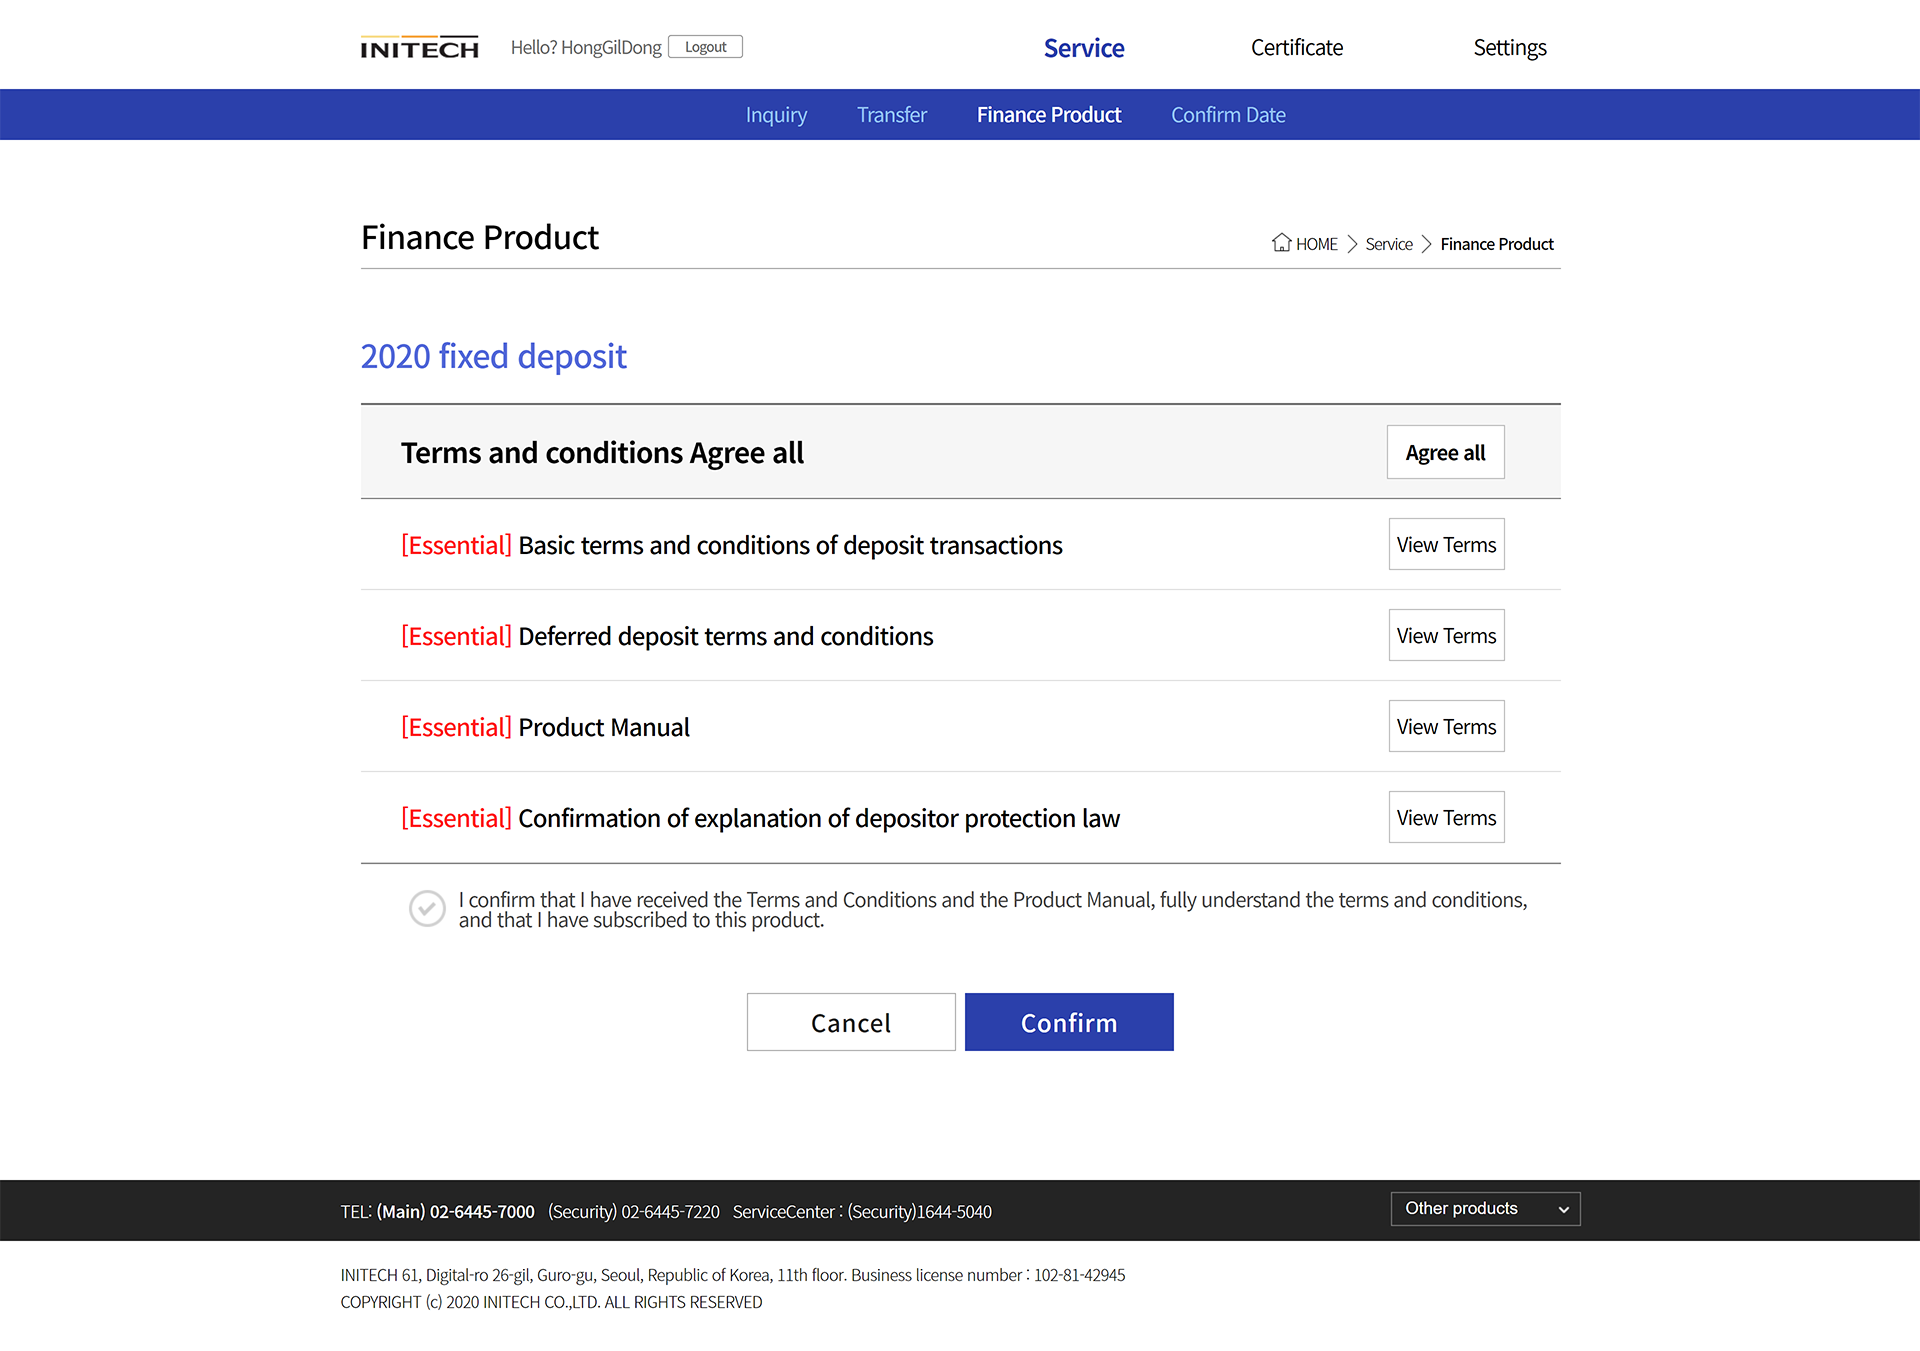 INITECH Hello? HongGilDong Logout Service Certificate Settings
Inquiry Transfer Finance Product Confirm Date
Finance Product HOME Service Finance Product
2020 fixed deposit
Terms and conditions Agree all Agree all
[Essential] Basic terms and conditions of deposit transactions View Terms
[Essential] Deferred deposit terms and conditions View Terms
[Essential] Product Manual View Terms
[Essential] Confirmation of explanation of depositor protection law View Terms
I confirm that I have received the Terms and Conditions and the Product Manual, fully understand the terms and conditions,
and that I have subscribed to this product.
Cancel Confirm
TEL: (Main) 02-6445-7000 (Security) 02-6445-7220 ServiceCenter : (Security)1644-5040 Other products
INITECH 61, Digital-ro 26-gil, Guro-gu, Seoul, Republic of Korea, 11th floor. Business license number : 102-81-42945
COPYRIGHT (c) 2020 INITECH CO.,LTD. ALL RIGHTS RESERVED